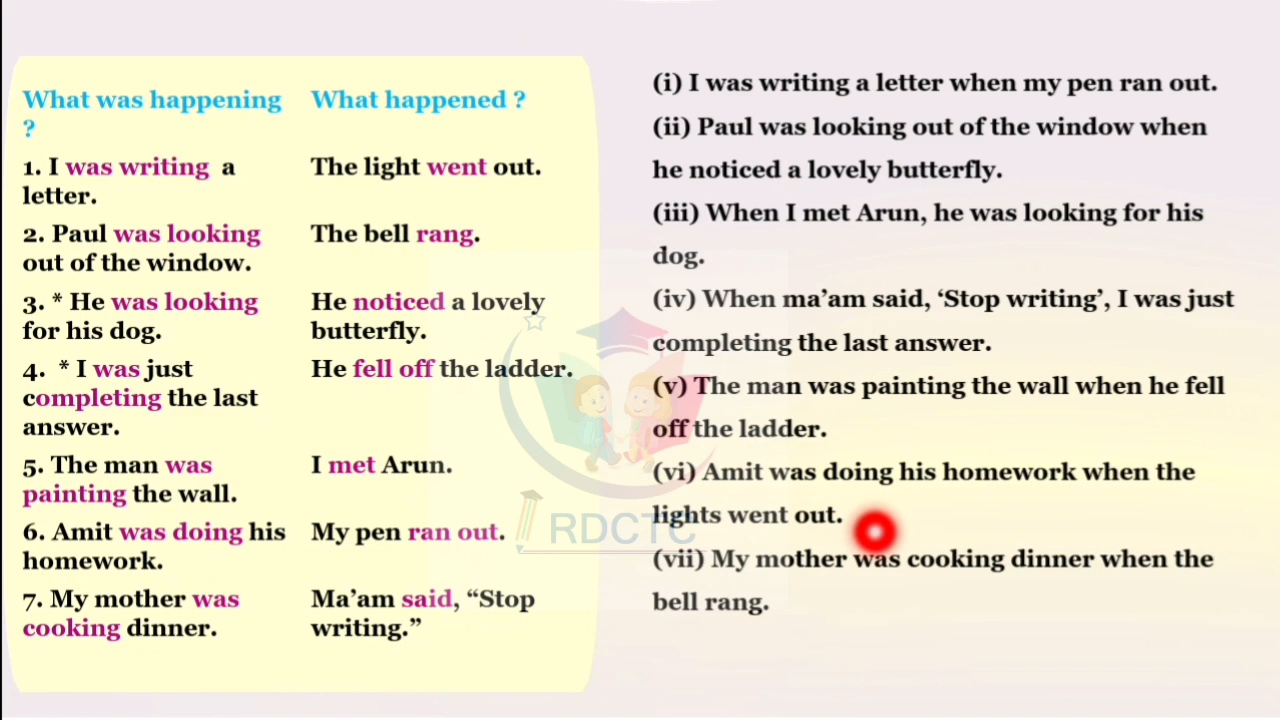 What was happening
?
What happened ?
1. I was writing a
letter.
The light went out.
2. Paul was looking
out of the window.
The bell rang.
3. * He was looking
for his dog.
He noticed a lovely
butterfly.
4. * I was just
completing the last
answer.
He fell off the ladder.
5. The man was
painting the wall.
I met Arun.
6. Amit was doing his
homework.
My pen ran out.
7. My mother was
cooking dinner.
Ma’am said, “Stop
writing.”
(i) I was writing a letter when my pen ran out.
(ii) Paul was looking out of the window when
he noticed a lovely butterfly.
(iii) When I met Arun, he was looking for his
dog.
(iv) When ma’am said, ‘Stop writing’, I was just
completing the last answer.
(v) The man was painting the wall when he fell
off the ladder.
(vi) Amit was doing his homework when the
lights went out.
(vii) My mother was cooking dinner when the
bell rang.
RDCTC